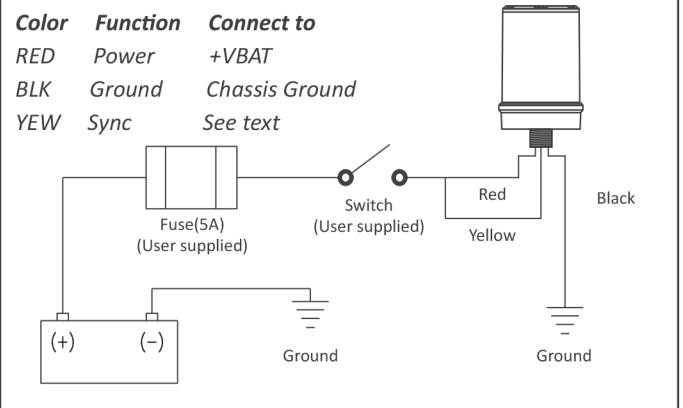 Color Function Connect to
RED Power +VBAT
BLK Ground Chassis Ground
YEW Sync See text
Fuse(5A)
(User supplied)
Switch
(User supplied)
Red
Yellow
Black
(+) (−)
Ground
Ground